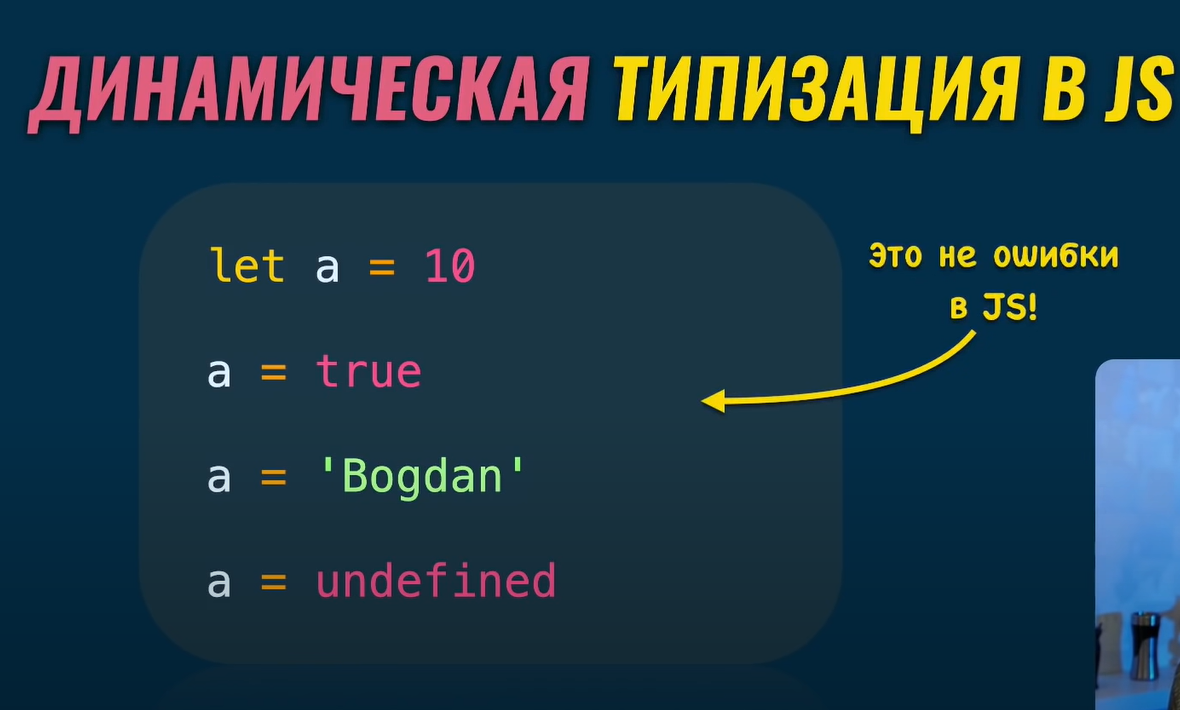 ДИНАМИЧЕСКАЯ ТИПИЗАЦИЯ В JS
let a = 10
a = true
a = 'Bogdan'
a = undefined
Это не ошибки
в JS!